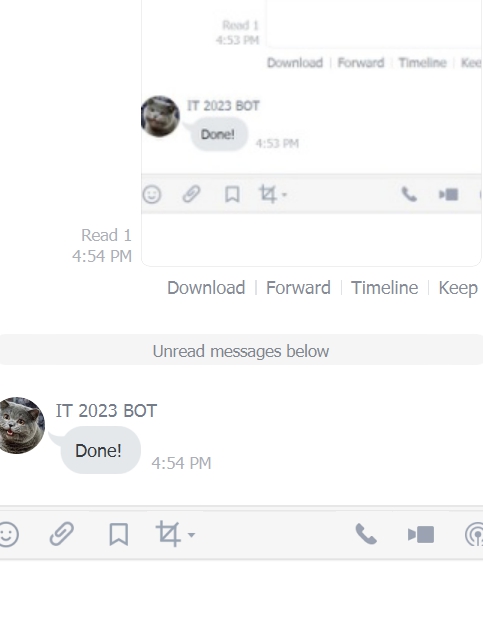 Read 1
4:53 PM
Download | Forward | Timeline | Kee
IT 2023 BOT
Done!
4:53 PM
Read 1
4:54 PM
Download | Forward | Timeline | Keep
Unread messages below
IT 2023 BOT
Done!
4:54 PM